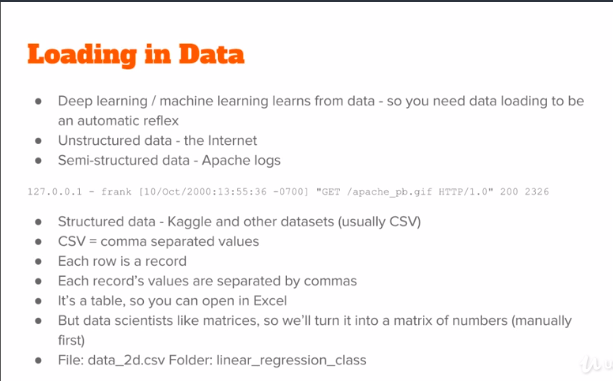 Loading in Data
● Deep learning / machine learning learns from data - so you need data loading to be
an automatic reflex
● Unstructured data - the Internet
● Semi-structured data - Apache logs
127.0.0.1 - frank [10/Oct/2000:13:55:36 -0700] "GET /apache_pb.gif HTTP/1.0" 200 2326
● Structured data - Kaggle and other datasets (usually CSV)
● CSV = comma separated values
● Each row is a record
● Each record's values are separated by commas
● It's a table, so you can open in Excel
● But data scientists like matrices, so we'll turn it into a matrix of numbers (manually
first)
● File: data_2d.csv Folder: linear_regression_class